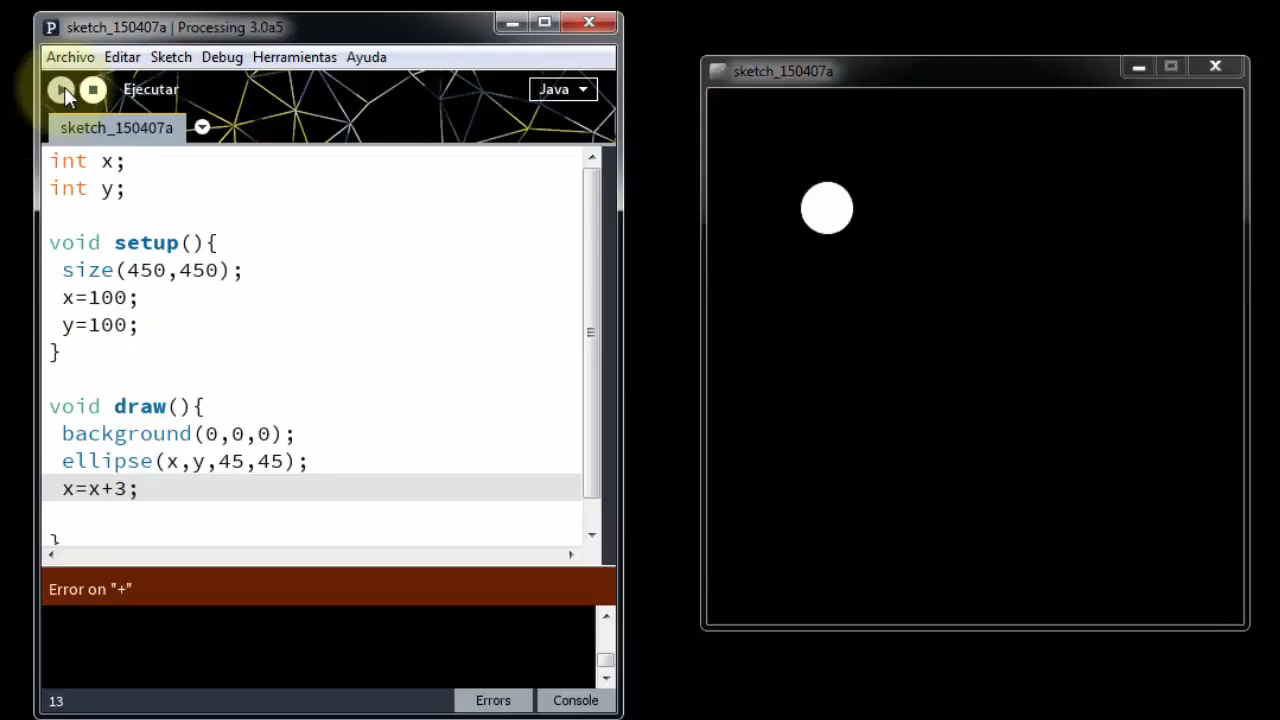 sketch_150407a | Processing 3.0a5
Archivo Editar Sketch Debug Herramientas Ayuda
Ejecutar
Java
sketch_150407a
int x;
int y;
void setup(){
size(450,450);
x=100;
y=100;
}
void draw(){
background(0,0,0);
ellipse(x,y,45,45);
x=x+3;
}
Error on "+"
13
Errors
Console
sketch_150407a